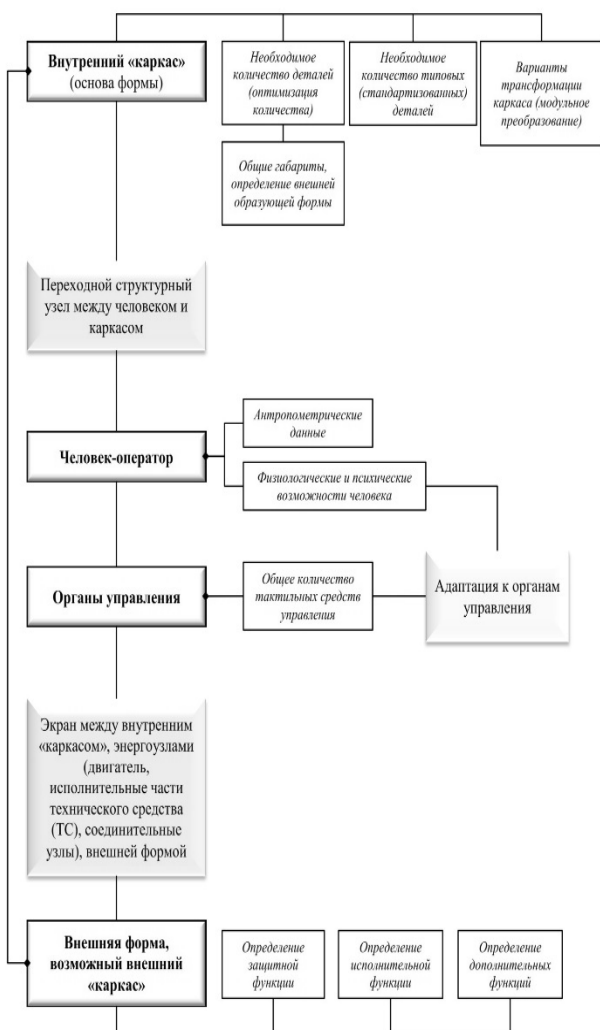 Внутренний «каркас»
(основа формы)
Необходимое
количество деталей
(оптимизация
количества)
Необходимое
количество типовых
(стандартизованных)
деталей
Варианты
трансформации
каркаса (модульное
преобразование)
Общие габариты,
определение внешней
образующей формы
Переходной структурный
узел между человеком и
каркасом
Антропометрические
данные
Человек-оператор
Физиологические и психические
возможности человека
Органы управления
Общее количество
тактильных средств
управления
Адаптация к органам
управления
Экран между внутренним
«каркасом», энергоузлами
(двигатель,
исполнительные части
технического средства
(ТС), соединительные
узлы), внешней формой
Внешняя форма,
возможный внешний
«каркас»
Определение
защитной
функции
Определение
исполнительной
функции
Определение
дополнительных
функций